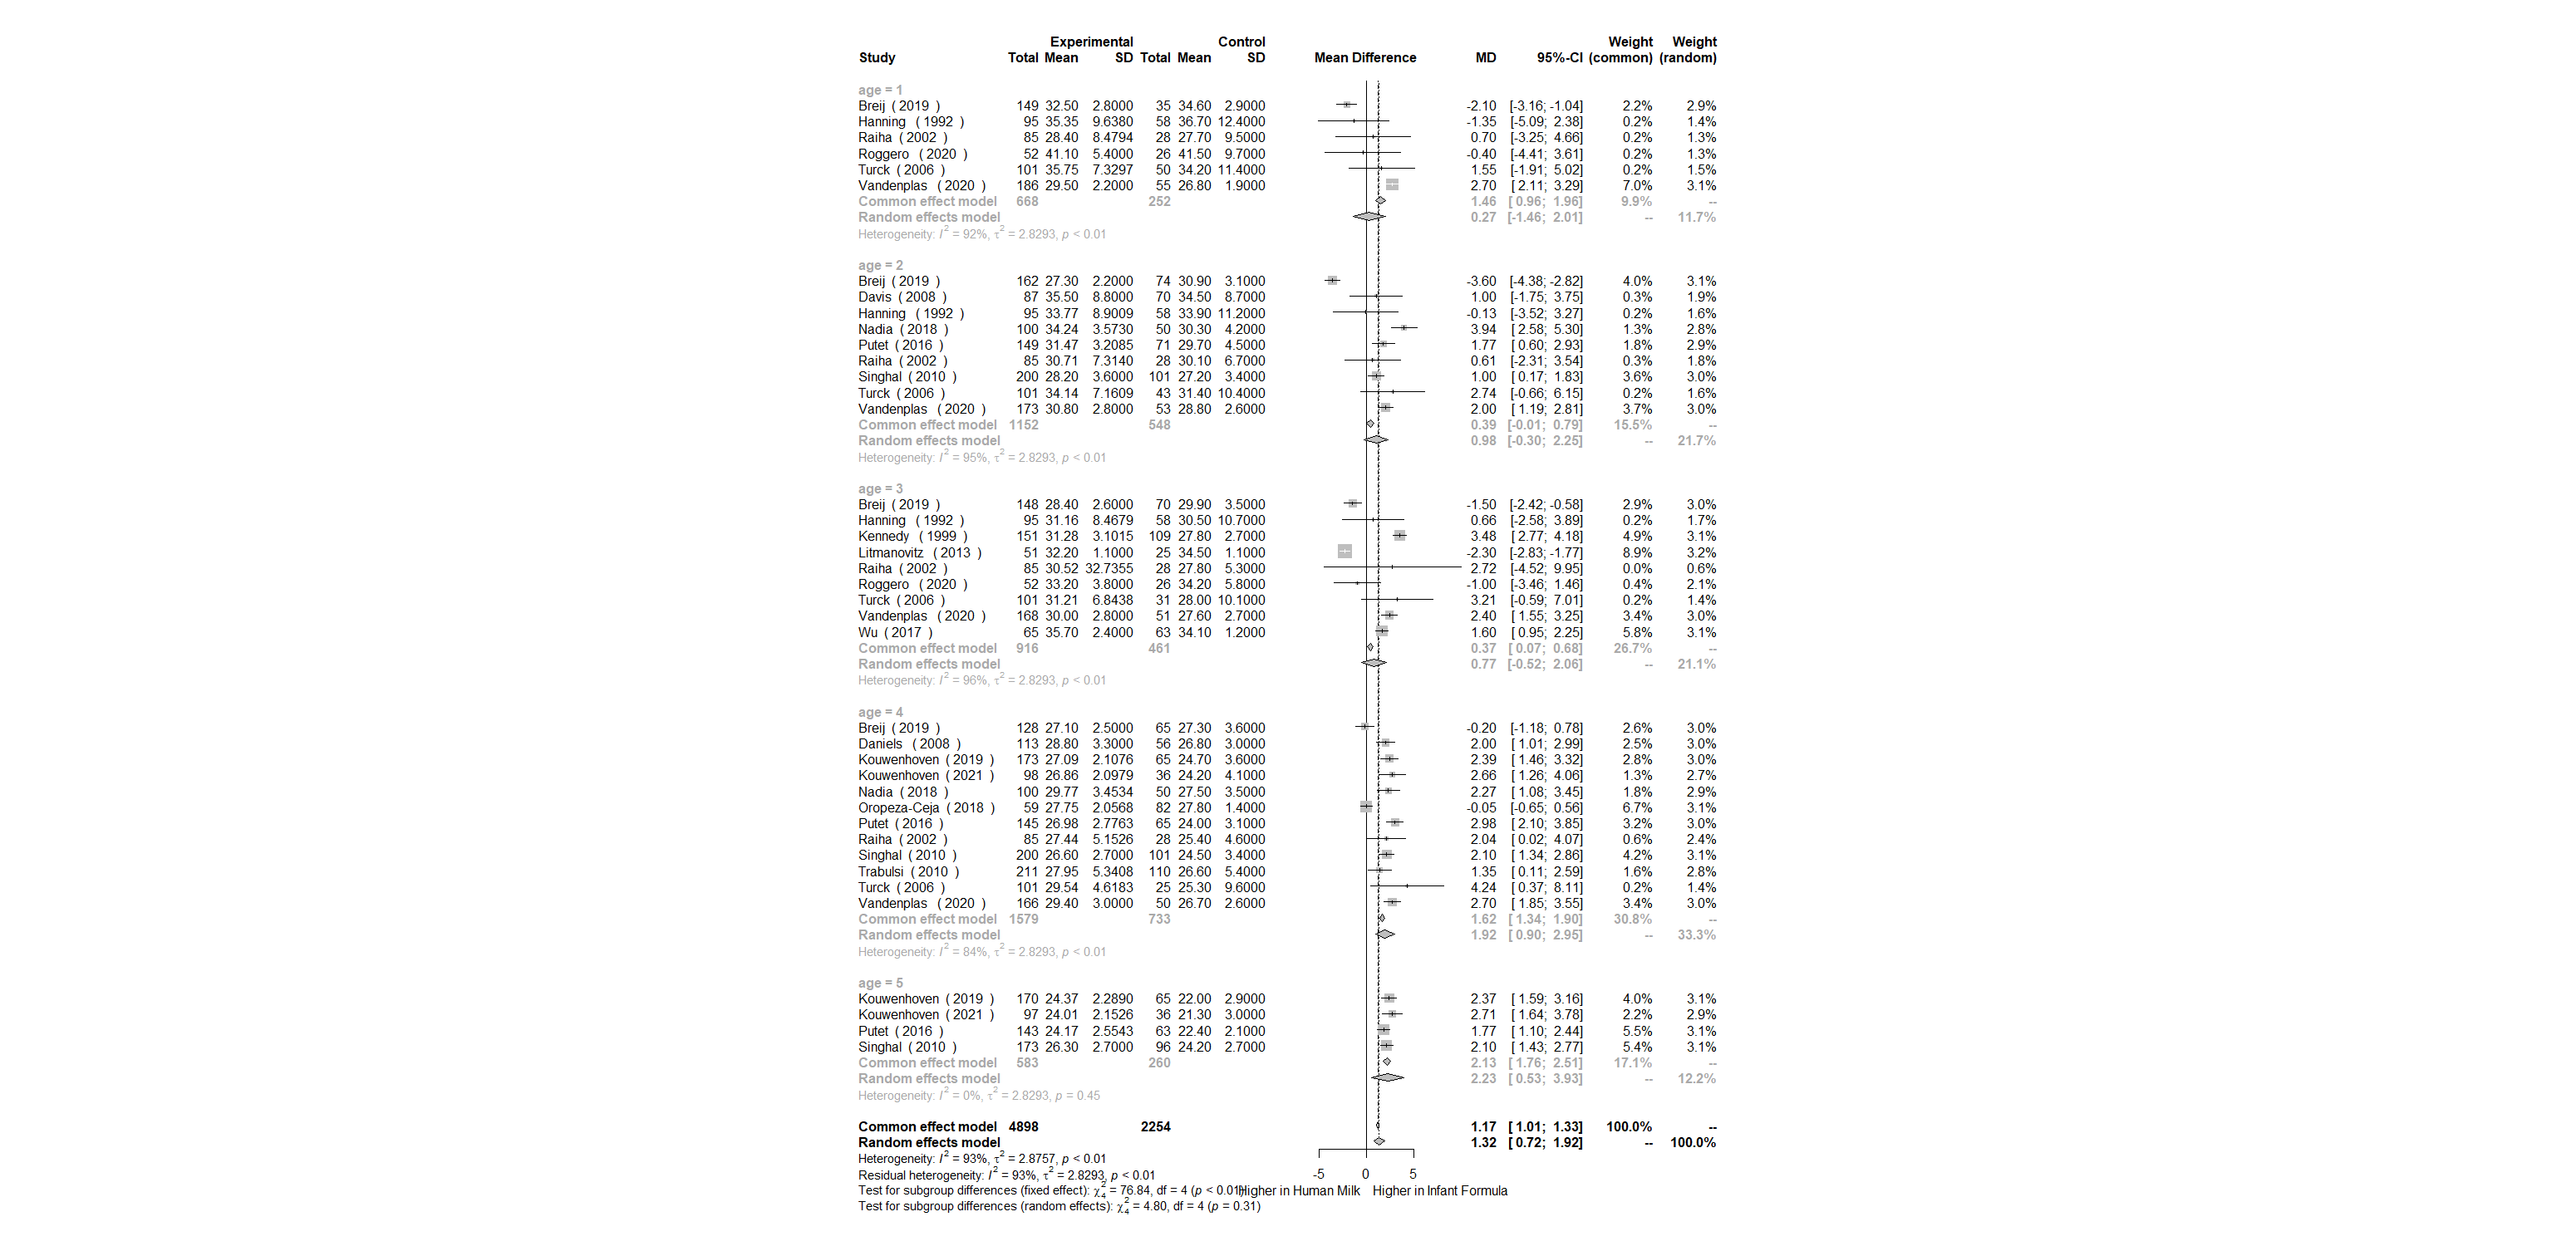 Experimental Control Weight Weight
Study Total Mean SD Total Mean SD Mean Difference MD 95%-CI (common) (random)
age = 1
Breij ( 2019 ) 149 32.50 2.8000 35 34.60 2.9000 -2.10 [-3.16; -1.04] 2.2% 2.9%
Hanning ( 1992 ) 95 35.35 9.6380 58 36.70 12.4000 -1.35 [-5.09; 2.38] 0.2% 1.4%
Raiha ( 2002 ) 85 28.40 8.4794 28 27.70 9.5000 0.70 [-3.25; 4.66] 0.2% 1.3%
Roggero ( 2020 ) 52 41.10 5.4000 26 41.50 9.7000 -0.40 [-4.41; 3.61] 0.2% 1.3%
Turck ( 2006 ) 101 35.75 7.3297 50 34.20 11.4000 1.55 [-1.91; 5.02] 0.2% 1.5%
Vandenplas ( 2020 ) 186 29.50 2.2000 55 26.80 1.9000 2.70 [ 2.11; 3.29] 7.0% 3.1%
Common effect model 668 252 1.46 [ 0.96; 1.96] 9.9% --
Random effects model 0.27 [-1.46; 2.01] -- 11.7%
Heterogeneity: I² = 92%, τ² = 2.8293, p < 0.01
age = 2
Breij ( 2019 ) 162 27.30 2.2000 74 30.90 3.1000 -3.60 [-4.38; -2.82] 4.0% 3.1%
Davis ( 2008 ) 87 35.50 8.8000 70 34.50 8.7000 1.00 [-1.75; 3.75] 0.3% 1.9%
Hanning ( 1992 ) 95 33.77 8.9009 58 33.90 11.2000 -0.13 [-3.52; 3.27] 0.2% 1.6%
Nadia ( 2018 ) 100 34.24 3.5730 50 30.30 4.2000 3.94 [ 2.58; 5.30] 1.3% 2.8%
Putet ( 2016 ) 149 31.47 3.2085 71 29.70 4.5000 1.77 [ 0.60; 2.93] 1.8% 2.9%
Raiha ( 2002 ) 85 30.71 7.3140 28 30.10 6.7000 0.61 [-2.31; 3.54] 0.3% 1.8%
Singhal ( 2010 ) 200 28.20 3.6000 101 27.20 3.4000 1.00 [ 0.17; 1.83] 3.6% 3.0%
Turck ( 2006 ) 101 34.14 7.1609 43 31.40 10.4000 2.74 [-0.66; 6.15] 0.2% 1.6%
Vandenplas ( 2020 ) 173 30.80 2.8000 53 28.80 2.6000 2.00 [ 1.19; 2.81] 3.7% 3.0%
Common effect model 1152 548 0.39 [-0.01; 0.79] 15.5% --
Random effects model 0.98 [-0.30; 2.25] -- 21.7%
Heterogeneity: I² = 95%, τ² = 2.8293, p < 0.01
age = 3
Breij ( 2019 ) 148 28.40 2.6000 70 29.90 3.5000 -1.50 [-2.42; -0.58] 2.9% 3.0%
Hanning ( 1992 ) 95 31.16 8.4679 58 30.50 10.7000 0.66 [-2.58; 3.89] 0.2% 1.7%
Kennedy ( 1999 ) 151 31.28 3.1015 109 27.80 2.7000 3.48 [ 2.77; 4.18] 4.9% 3.1%
Litmanovitz ( 2013 ) 51 32.20 1.1000 25 34.50 1.1000 -2.30 [-2.83; -1.77] 8.9% 3.2%
Raiha ( 2002 ) 85 30.52 32.7355 28 27.80 5.3000 2.72 [-4.52; 9.95] 0.0% 0.6%
Roggero ( 2020 ) 52 33.20 3.8000 26 34.20 5.8000 -1.00 [-3.46; 1.46] 0.4% 2.1%
Turck ( 2006 ) 101 31.21 6.8438 31 28.00 10.1000 3.21 [-0.59; 7.01] 0.2% 1.4%
Vandenplas ( 2020 ) 168 30.00 2.8000 51 27.60 2.7000 2.40 [ 1.55; 3.25] 3.4% 3.0%
Wu ( 2017 ) 65 35.70 2.4000 63 34.10 1.2000 1.60 [ 0.95; 2.25] 5.8% 3.1%
Common effect model 916 461 0.37 [ 0.07; 0.68] 26.7% --
Random effects model 0.77 [-0.52; 2.06] -- 21.1%
Heterogeneity: I² = 96%, τ² = 2.8293, p < 0.01
age = 4
Breij ( 2019 ) 128 27.10 2.5000 65 27.30 3.6000 -0.20 [-1.18; 0.78] 2.6% 3.0%
Daniels ( 2008 ) 113 28.80 3.3000 56 26.80 3.0000 2.00 [ 1.01; 2.99] 2.5% 3.0%
Kouwenhoven ( 2019 ) 173 27.09 2.1076 65 24.70 3.6000 2.39 [ 1.46; 3.32] 2.8% 3.0%
Kouwenhoven ( 2021 ) 98 26.86 2.0979 36 24.20 4.1000 2.66 [ 1.26; 4.06] 1.3% 2.7%
Nadia ( 2018 ) 100 29.77 3.4534 50 27.50 3.5000 2.27 [ 1.08; 3.45] 1.8% 2.9%
Oropeza-Ceja ( 2018 ) 59 27.75 2.0568 82 27.80 1.4000 -0.05 [-0.65; 0.56] 6.7% 3.1%
Putet ( 2016 ) 145 26.98 2.7763 65 24.00 3.1000 2.98 [ 2.10; 3.85] 3.2% 3.0%
Raiha ( 2002 ) 85 27.44 5.1526 28 25.40 4.6000 2.04 [ 0.02; 4.07] 0.6% 2.4%
Singhal ( 2010 ) 200 26.60 2.7000 101 24.50 3.4000 2.10 [ 1.34; 2.86] 4.2% 3.1%
Trabulsi ( 2010 ) 211 27.95 5.3408 110 26.60 5.4000 1.35 [ 0.11; 2.59] 1.6% 2.8%
Turck ( 2006 ) 101 29.54 4.6183 25 25.30 9.6000 4.24 [ 0.37; 8.11] 0.2% 1.4%
Vandenplas ( 2020 ) 166 29.40 3.0000 50 26.70 2.6000 2.70 [ 1.85; 3.55] 3.4% 3.0%
Common effect model 1579 733 1.62 [ 1.34; 1.90] 30.8% --
Random effects model 1.92 [ 0.90; 2.95] -- 33.3%
Heterogeneity: I² = 84%, τ² = 2.8293, p < 0.01
age = 5
Kouwenhoven ( 2019 ) 170 24.37 2.2890 65 22.00 2.9000 2.37 [ 1.59; 3.16] 4.0% 3.1%
Kouwenhoven ( 2021 ) 97 24.01 2.1526 36 21.30 3.0000 2.71 [ 1.64; 3.78] 2.2% 2.9%
Putet ( 2016 ) 143 24.17 2.5543 63 22.40 2.1000 1.77 [ 1.10; 2.44] 5.5% 3.1%
Singhal ( 2010 ) 173 26.30 2.7000 96 24.20 2.7000 2.10 [ 1.43; 2.77] 5.4% 3.1%
Common effect model 583 260 2.13 [ 1.76; 2.51] 17.1% --
Random effects model 2.23 [ 0.53; 3.93] -- 12.2%
Heterogeneity: I² = 0%, τ² = 2.8293, p = 0.45
Common effect model 4898 2254 1.17 [ 1.01; 1.33] 100.0% --
Random effects model 1.32 [ 0.72; 1.92] -- 100.0%
Heterogeneity: I² = 93%, τ² = 2.8757, p < 0.01
Residual heterogeneity: I² = 93%, τ² = 2.8293, p < 0.01 -5 0 5
Test for subgroup differences (fixed effect): χ²₄ = 76.84, df = 4 (p < 0.01) Higher in Human Milk Higher in Infant Formula
Test for subgroup differences (random effects): χ²₄ = 4.80, df = 4 (p = 0.31)